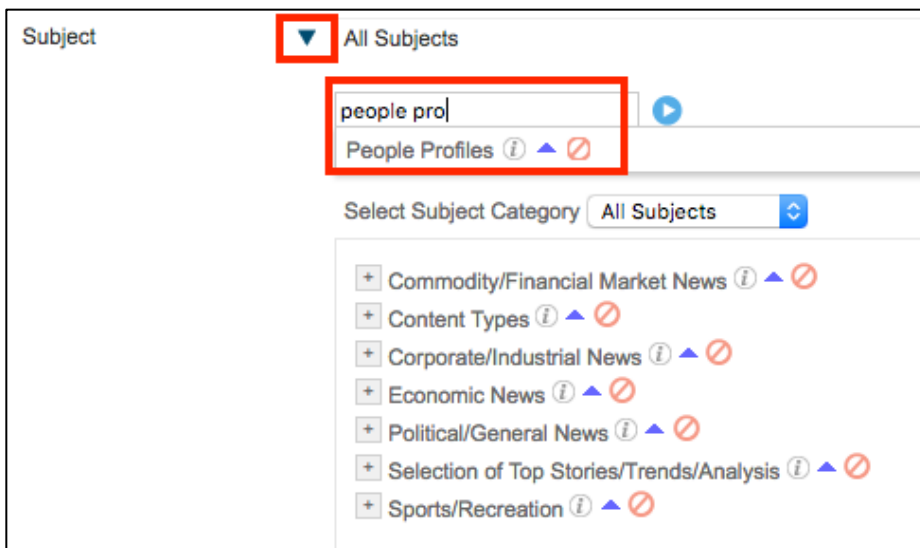 Subject All Subjects
people pro
People Profiles
Select Subject Category All Subjects
Commodity/Financial Market News
Content Types
Corporate/Industrial News
Economic News
Political/General News
Selection of Top Stories/Trends/Analysis
Sports/Recreation